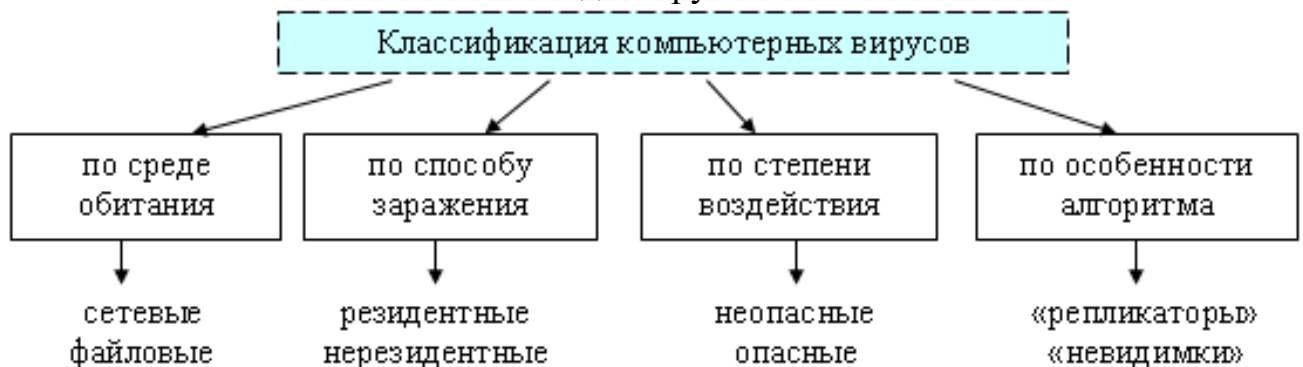 Классификация компьютерных вирусов
по среде
обитания
по способу
заражения
по степени
воздействия
по особенности
алгоритма
сетевые
файловые
резидентные
нерезидентные
неопасные
опасные
«репликаторы»
«невидимки»